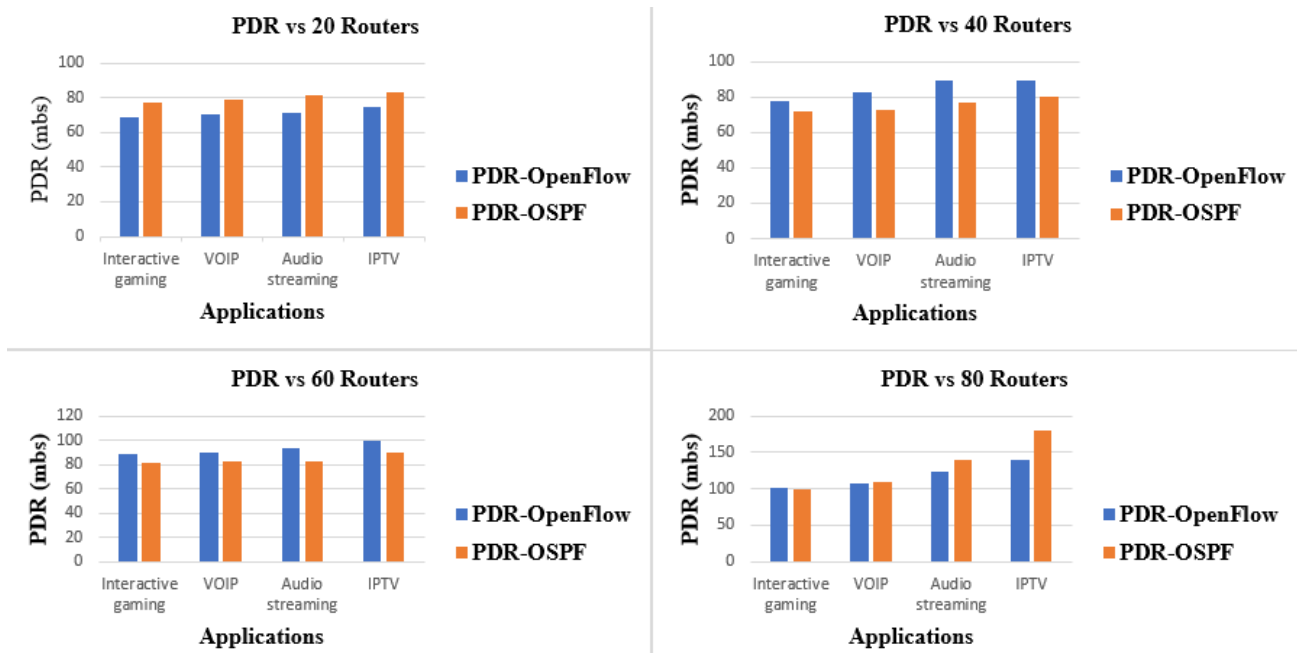 PDR vs 20 Routers
PDR (mbs)
100
80
60
40
20
0
Interactive gaming
VOIP
Audio streaming
IPTV
Applications
PDR-OpenFlow
PDR-OSPF
PDR vs 40 Routers
PDR (mbs)
100
80
60
40
20
0
Interactive gaming
VOIP
Audio streaming
IPTV
Applications
PDR-OpenFlow
PDR-OSPF
PDR vs 60 Routers
PDR (mbs)
120
100
80
60
40
20
0
Interactive gaming
VOIP
Audio streaming
IPTV
Applications
PDR-OpenFlow
PDR-OSPF
PDR vs 80 Routers
PDR (mbs)
200
150
100
50
0
Interactive gaming
VOIP
Audio streaming
IPTV
Applications
PDR-OpenFlow
PDR-OSPF